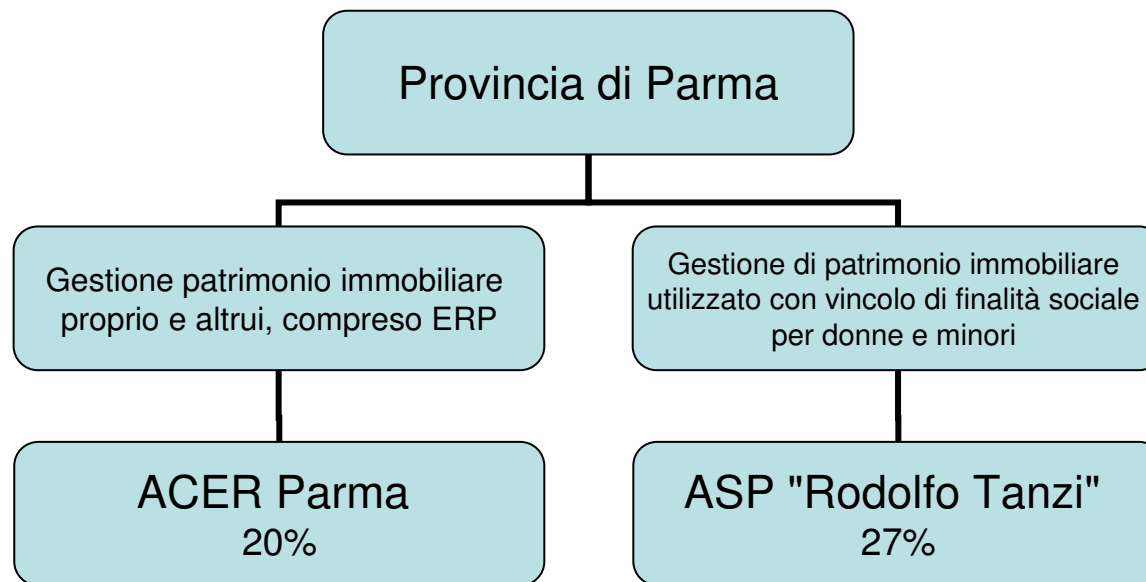 Provincia di Parma
Gestione patrimonio immobiliare
proprio e altrui, compreso ERP
Gestione di patrimonio immobiliare
utilizzato con vincolo di finalità sociale
per donne e minori
ACER Parma
20%
ASP "Rodolfo Tanzi"
27%